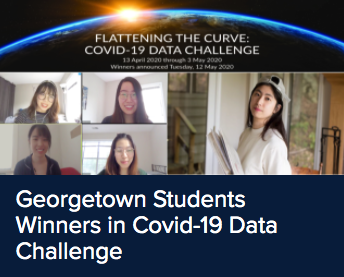 FLATTENING THE CURVE:
COVID-19 DATA CHALLENGE
13 April 2020 through 3 May 2020
Winners announced Tuesday, 12 May 2020
Georgetown Students
Winners in Covid-19 Data
Challenge